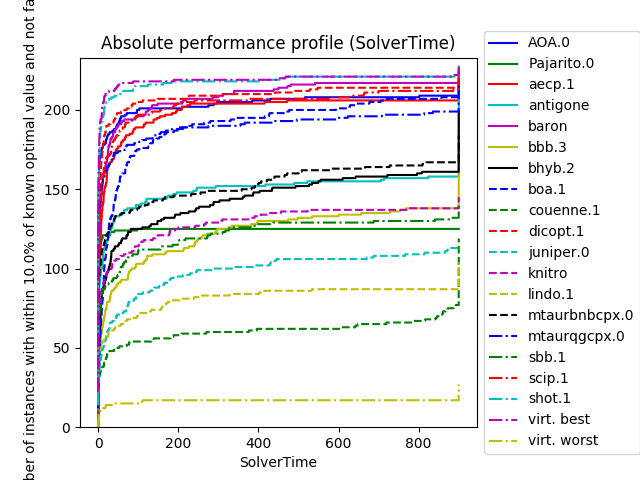 Absolute performance profile (SolverTime)
of instances with within 10.0% of known optimal value and not
200
150
100
50
0
0 200 400 600 800
SolverTime
AOA.0
Pajarito.0
aecp.1
antigone
baron
bbb.3
bhyb.2
boa.1
couenne.1
dicopt.1
juniper.0
knitro
lindo.1
mtaurbnbcpx.0
mtaurqgcpx.0
sbb.1
scip.1
shot.1
virt. best
virt. worst